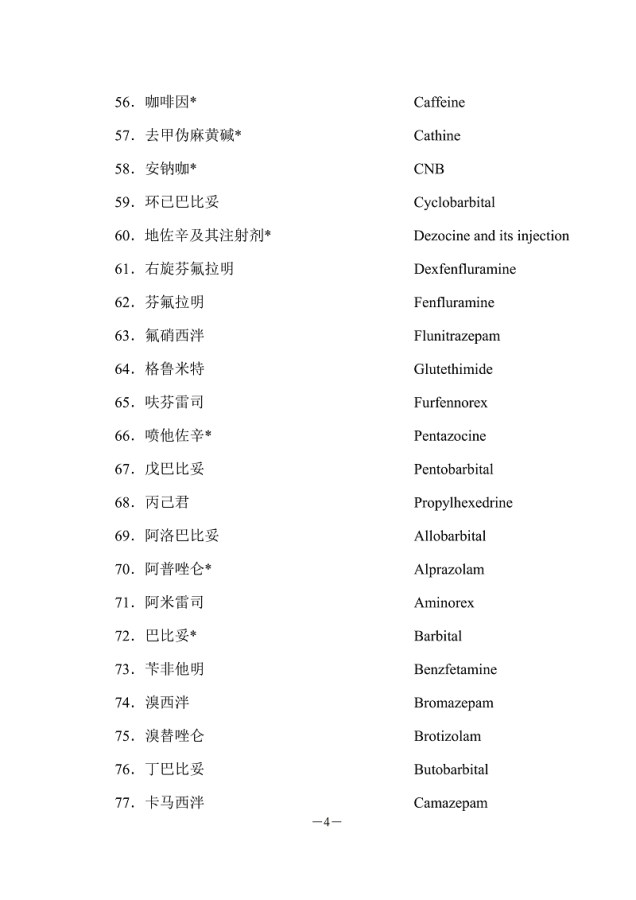 56．咖啡因* Caffeine
57．去甲伪麻黄碱* Cathine
58．安钠咖* CNB
59．环已巴比妥 Cyclobarbital
60．地佐辛及其注射剂* Dezocine and its injection
61．右旋芬氟拉明 Dexfenfluramine
62．芬氟拉明 Fenfluramine
63．氟硝西泮 Flunitrazepam
64．格鲁米特 Glutethimide
65．呋芬雷司 Furfennorex
66．喷他佐辛* Pentazocine
67．戊巴比妥 Pentobarbital
68．丙己君 Propylhexedrine
69．阿洛巴比妥 Allobarbital
70．阿普唑仑* Alprazolam
71．阿米雷司 Aminorex
72．巴比妥* Barbital
73．苄非他明 Benzfetamine
74．溴西泮 Bromazepam
75．溴替唑仑 Brotizolam
76．丁巴比妥 Butobarbital
77．卡马西泮 Camazepam
—4—